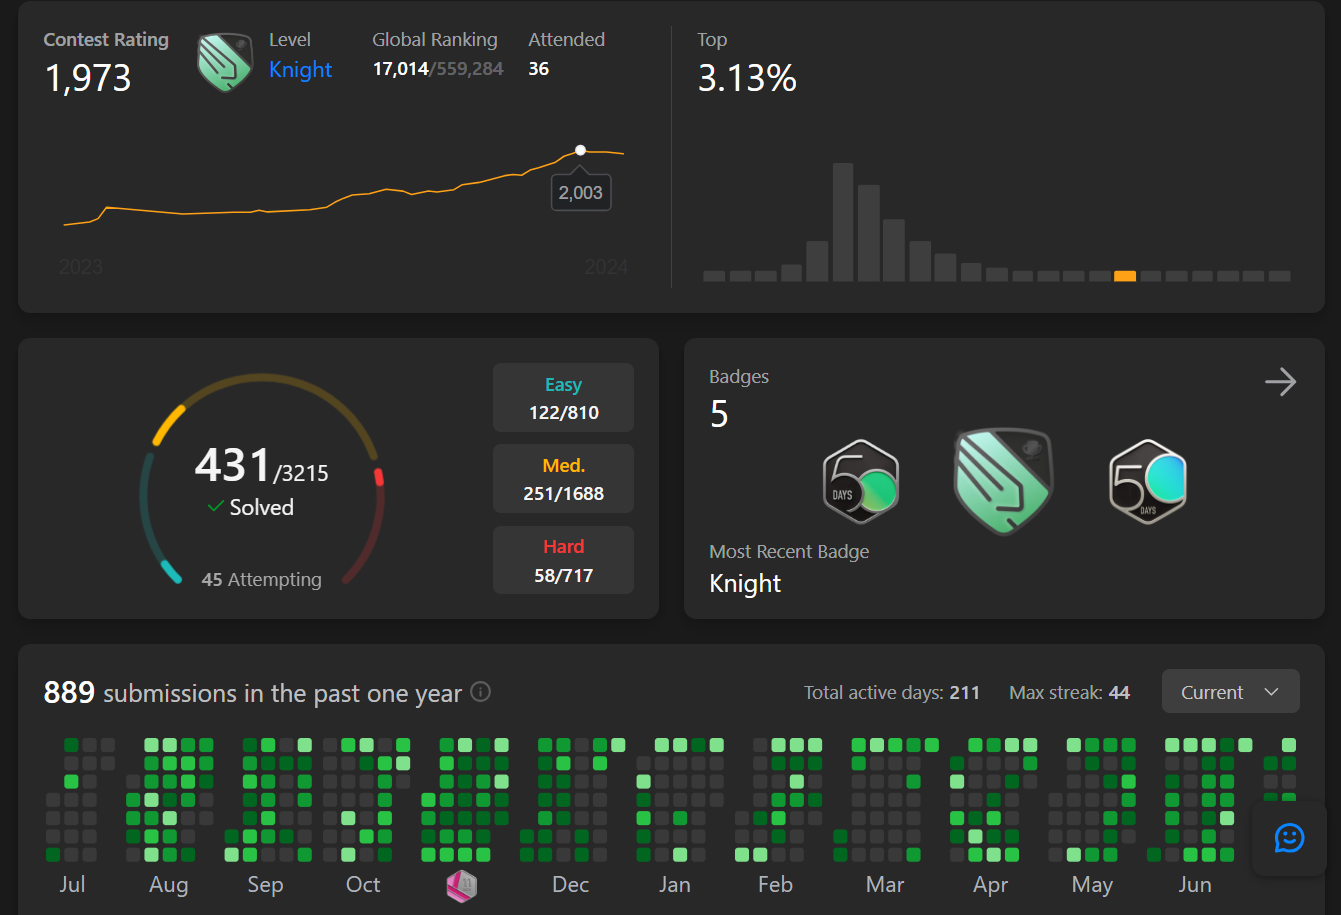 Contest Rating
1,973
Level
Knight
Global Ranking
17,014/559,284
Attended
36
2,003
2023
2024
Top
3.13%
431/3215
Solved
45 Attempting
Easy
122/810
Med.
251/1688
Hard
58/717
Badges
5
50
DAYS
50
DAYS
Most Recent Badge
Knight
889 submissions in the past one year
Total active days: 211
Max streak: 44
Current
Jul
Aug
Sep
Oct
11
Dec
Jan
Feb
Mar
Apr
May
Jun